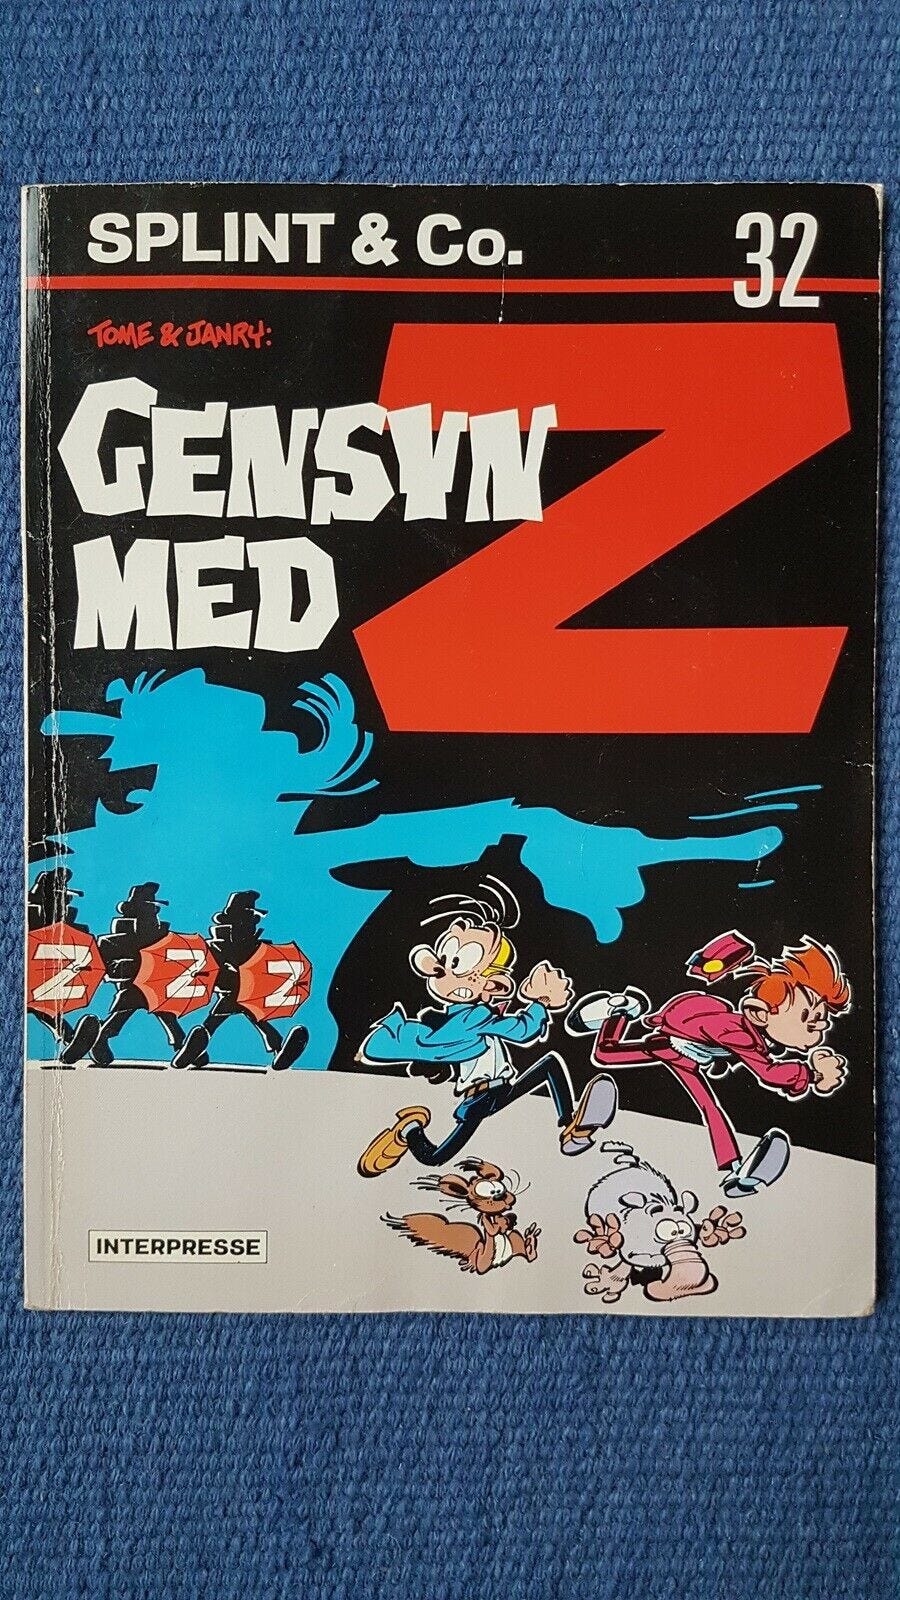 SPLINT & Co.
32
TOME & JANRY:
GENSYN
MED
Z
Z
Z
Z
INTERPRESSE